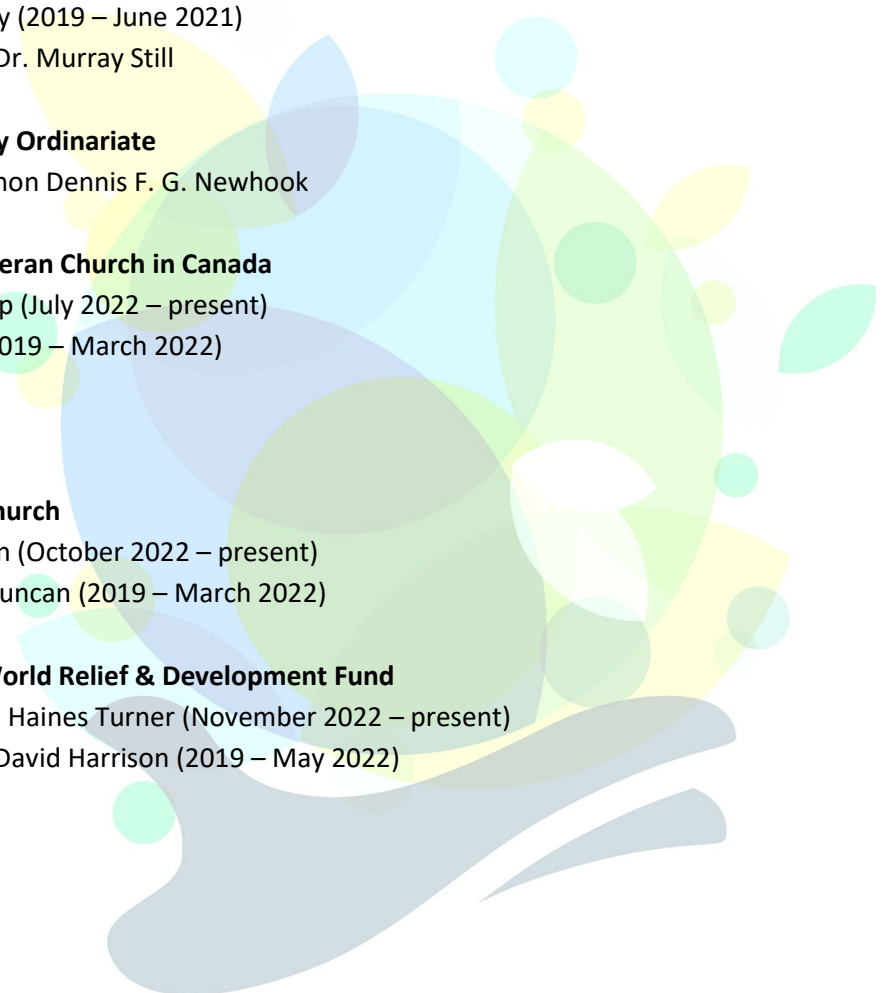 y (2019 – June 2021)
Dr. Murray Still
y Ordinariate
non Dennis F. G. Newhook
eran Church in Canada
p (July 2022 – present)
019 – March 2022)
hurch
n (October 2022 – present)
uncan (2019 – March 2022)
World Relief & Development Fund
Haines Turner (November 2022 – present)
David Harrison (2019 – May 2022)